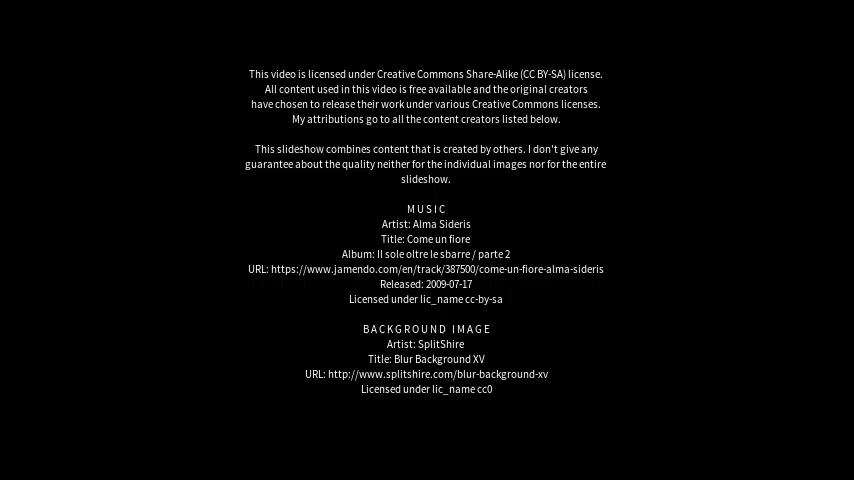 This video is licensed under Creative Commons Share-Alike (CC BY-SA) license.
All content used in this video is free available and the original creators
have chosen to release their work under various Creative Commons licenses.
My attributions go to all the content creators listed below.
This slideshow combines content that is created by others. I don't give any
guarantee about the quality neither for the individual images nor for the entire
slideshow.
MUSIC
Artist: Alma Sideris
Title: Come un fiore
Album: Il sole oltre le sbarre / parte 2
URL: https://www.jamendo.com/en/track/387500/come-un-fiore-alma-sideris
Released: 2009-07-17
Licensed under lic_name cc-by-sa
BACKGROUND IMAGE
Artist: SplitShire
Title: Blur Background XV
URL: http://www.splitshire.com/blur-background-xv
Licensed under lic_name cc0